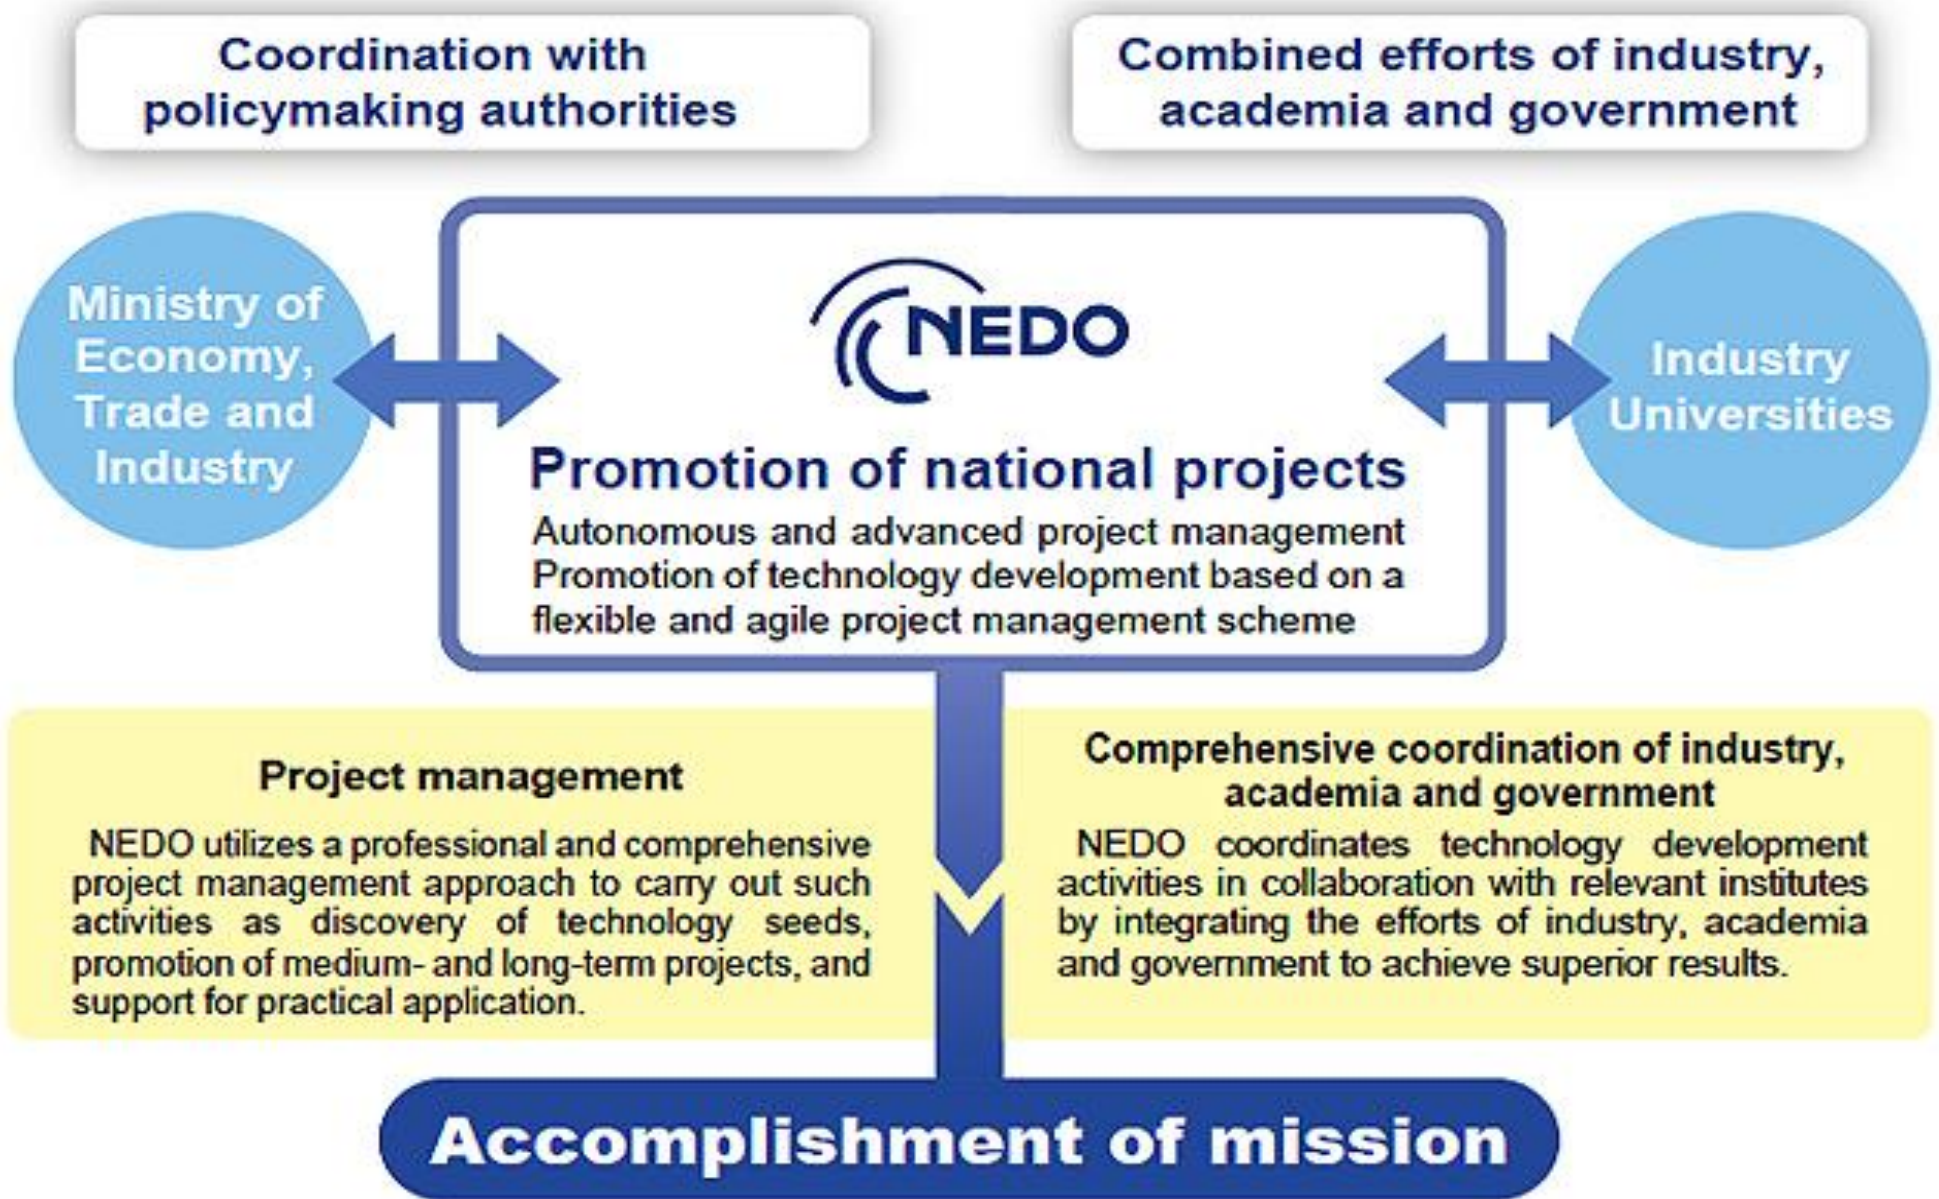 Coordination with
policymaking authorities
Combined efforts of industry,
academia and government
Ministry of
Economy,
Trade and
Industry
NEDO
Promotion of national projects
Autonomous and advanced project management
Promotion of technology development based on a
flexible and agile project management scheme
Industry
Universities
Project management
NEDO utilizes a professional and comprehensive
project management approach to carry out such
activities as discovery of technology seeds,
promotion of medium- and long-term projects, and
support for practical application.
Comprehensive coordination of industry,
academia and government
NEDO coordinates technology development
activities in collaboration with relevant institutes
by integrating the efforts of industry, academia
and government to achieve superior results.
Accomplishment of mission